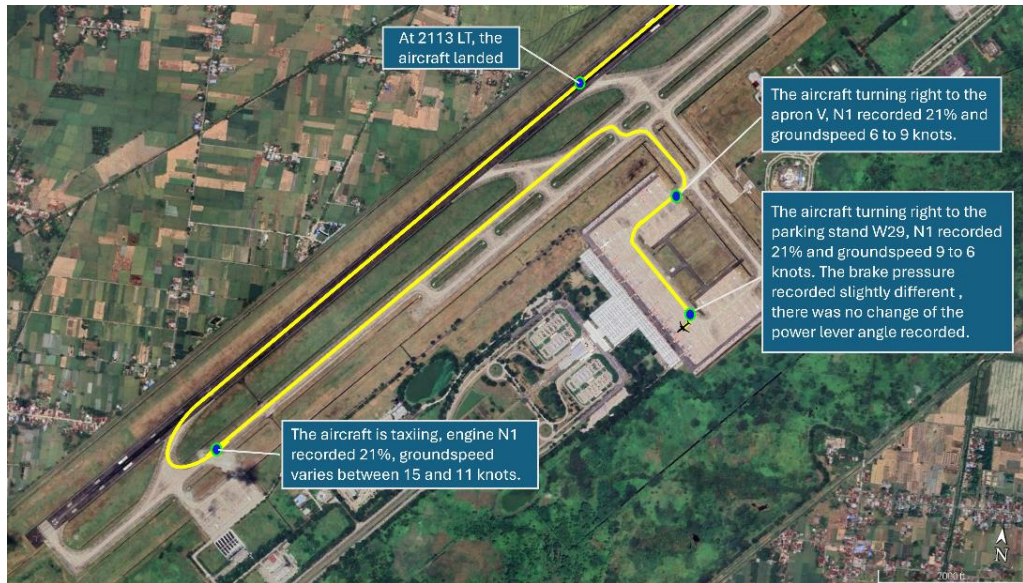 At 2113 LT, the
aircraft landed
The aircraft turning right to the
apron V, N1 recorded 21% and
groundspeed 6 to 9 knots.
The aircraft turning right to the
parking stand W29, N1 recorded
21% and groundspeed 9 to 6
knots. The brake pressure
recorded slightly different ,
there was no change of the
power lever angle recorded.
The aircraft is taxiing, engine N1
recorded 21%, groundspeed
varies between 15 and 11 knots.
N
2000 ft